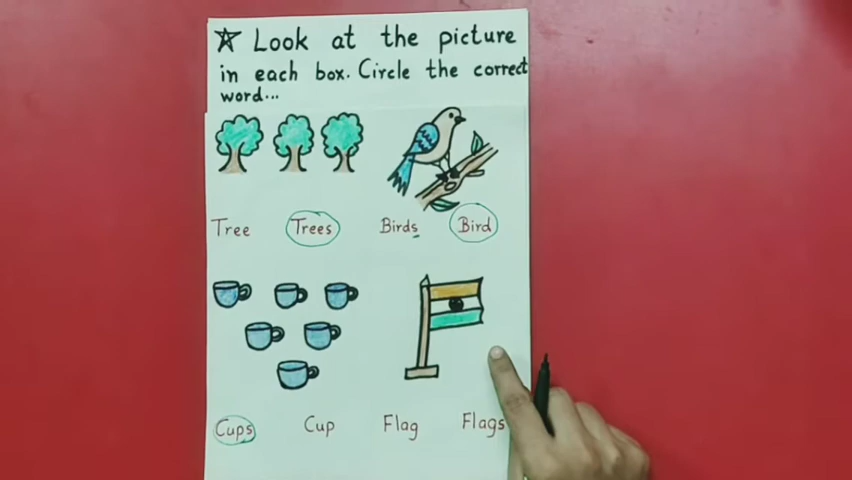 Look at the picture
in each box. Circle the correct
word...
Tree Trees Birds Bird
Cups Cup Flag Flags